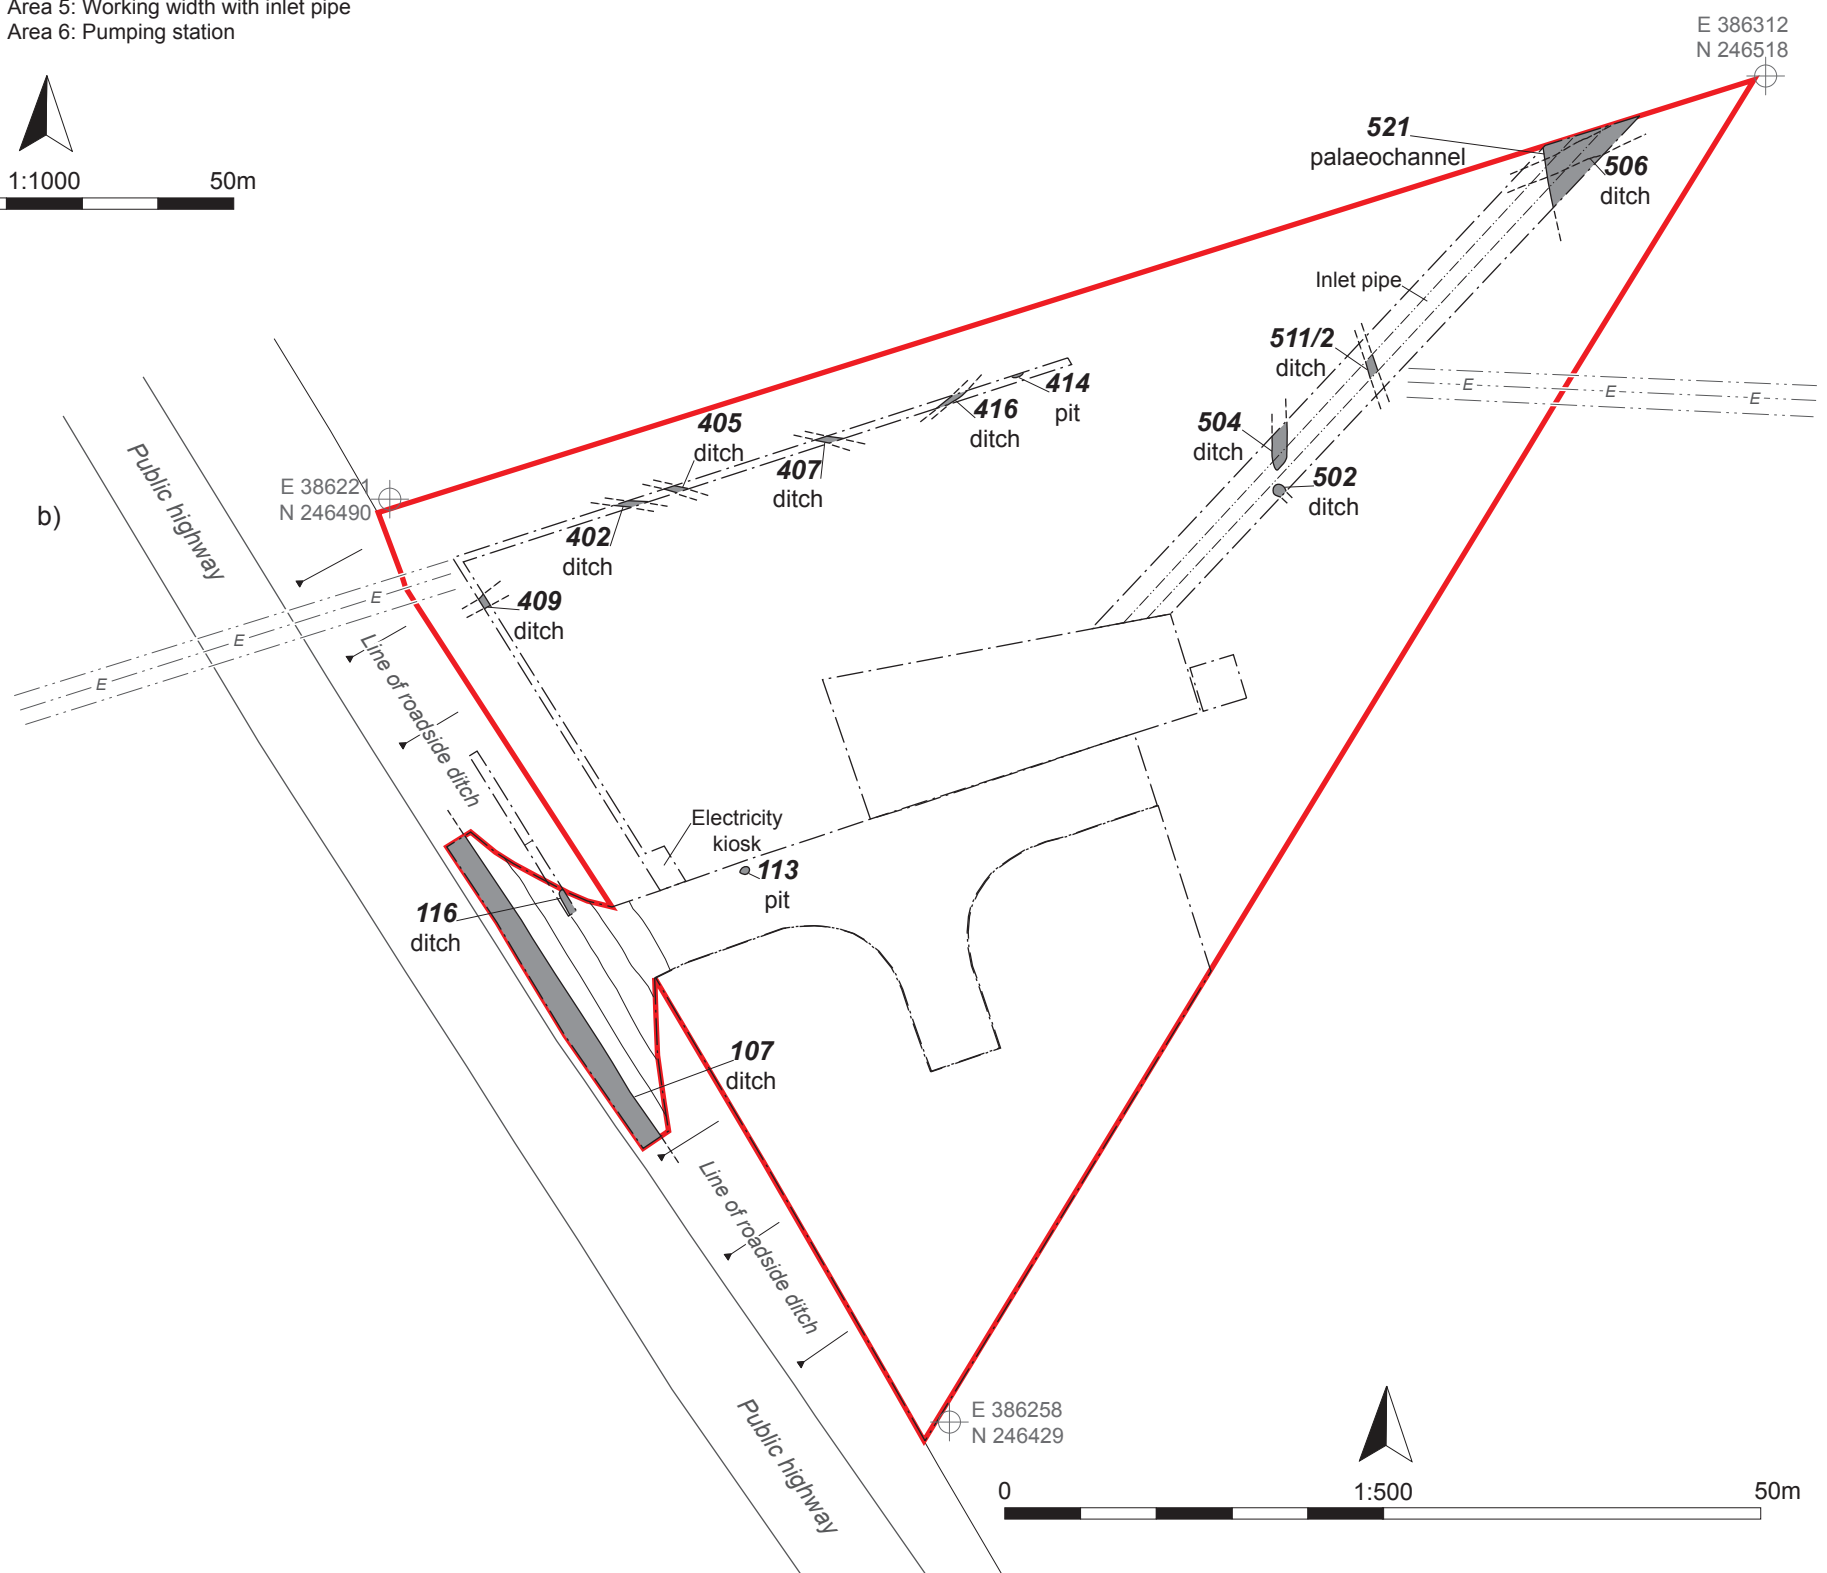 Area 5: Working width with inlet pipe
Area 6: Pumping station
E 386312
N 246518
1:1000
50m
521
palaeochannel
506
ditch
Inlet pipe
511/2
ditch
E
E
E
414
pit
416
ditch
405
ditch
407
ditch
504
ditch
502
ditch
E 386221
N 246490
b)
Public highway
402
ditch
409
ditch
E
E
E
Line of roadside ditch
Electricity
kiosk
113
pit
116
ditch
107
ditch
Line of roadside ditch
Public highway
E 386258
N 246429
0
1:500
50m